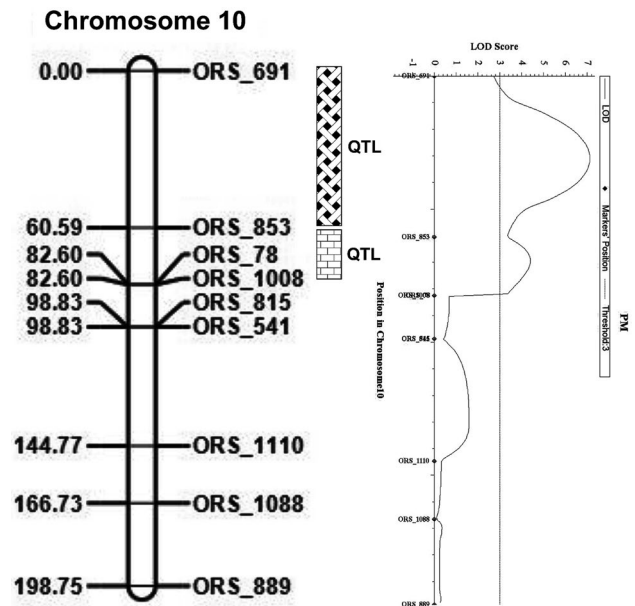 Chromosome 10
0.00 ORS_691
60.59 ORS_853
82.60 ORS_78
82.60 ORS_1008
98.83 ORS_815
98.83 ORS_541
144.77 ORS_1110
166.73 ORS_1088
198.75 ORS_889
QTL
QTL
LOD Score
-1 0 1 2 3 4 5 6 7
ORS_691
ORS_853
ORS_1110
ORS_1088
ORS_889
Position in Chromosome10
LOD
Markers' Position
Threshold:3
PM